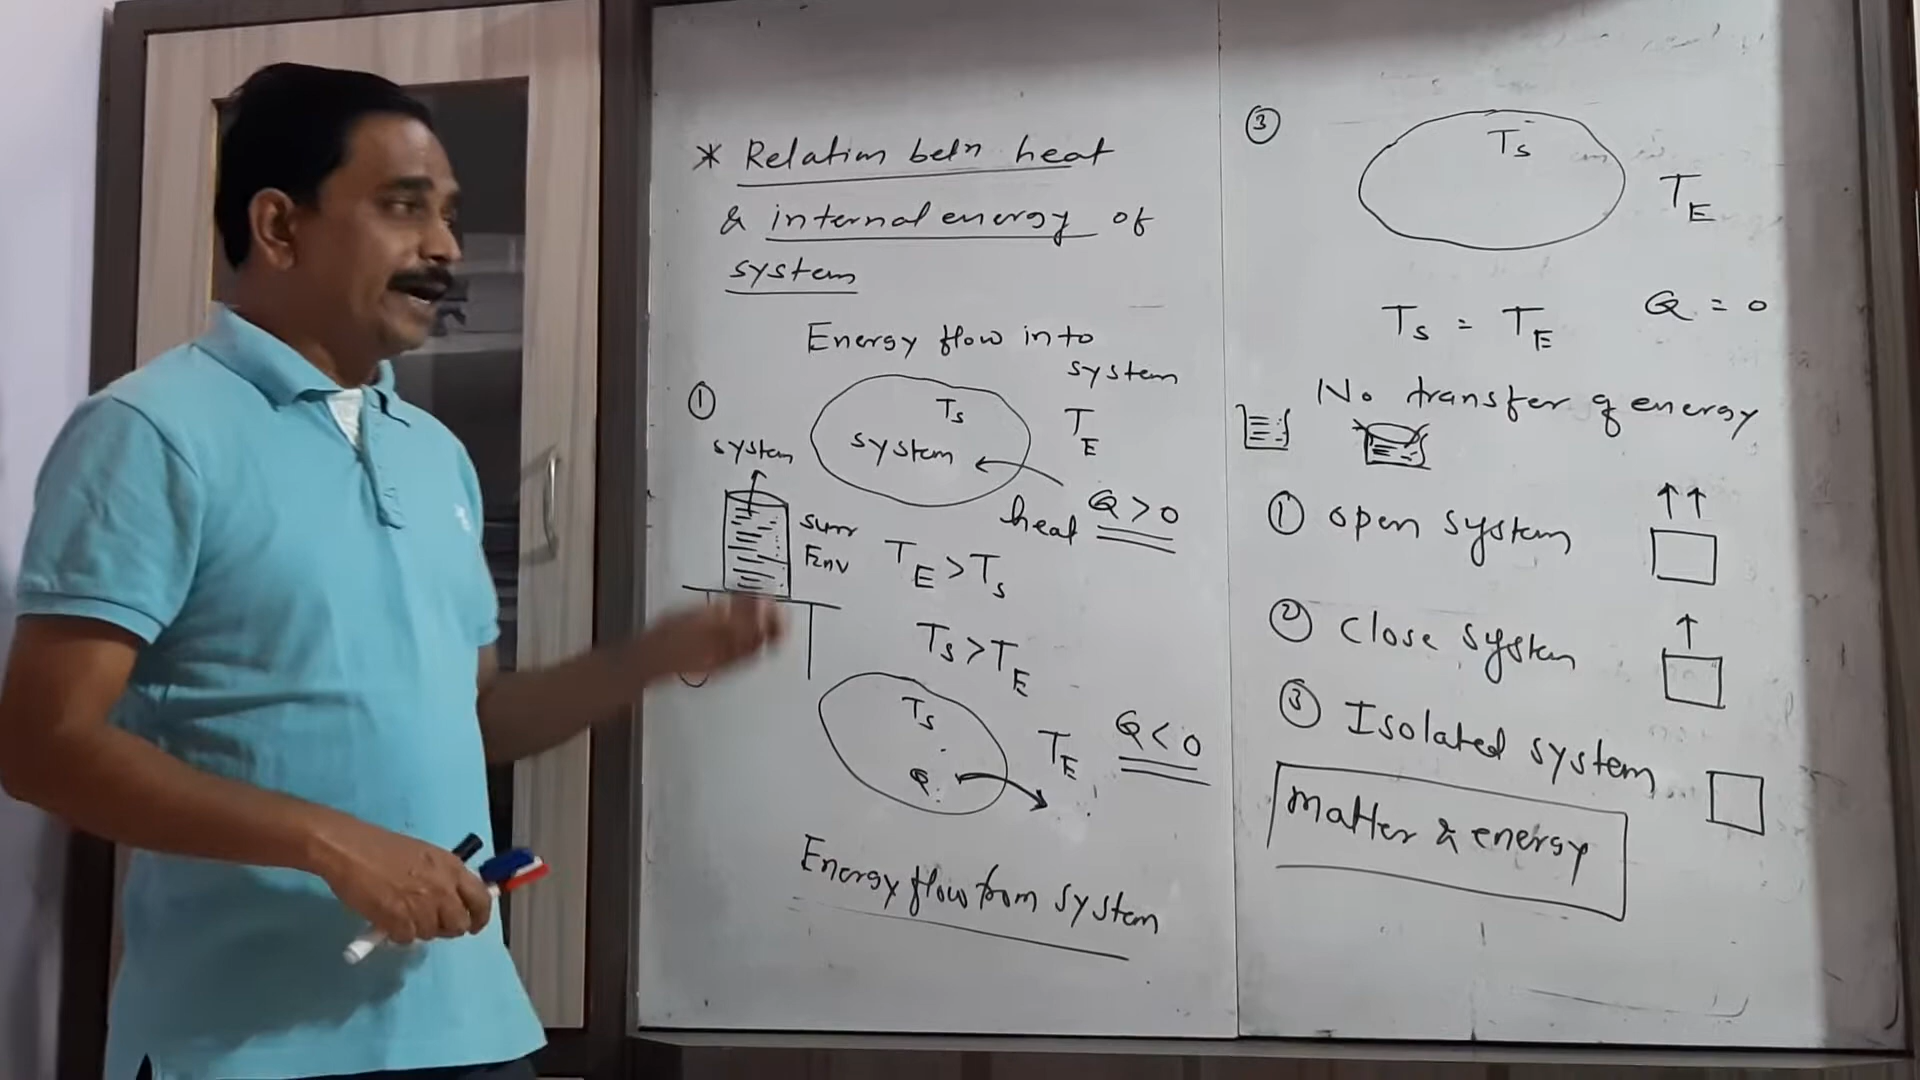 * Relation betn heat
& internal energy of
system
Energy flow into
system
①
Ts
TE
system
system
heat Q > 0
surr
Env
TE > Ts
Ts > TE
Ts
TE
Q < 0
Q
Energy flow from system
③
Ts
TE
Ts = TE
Q = 0
No transfer of energy
① open system
② close system
③ Isolated system
matter & energy